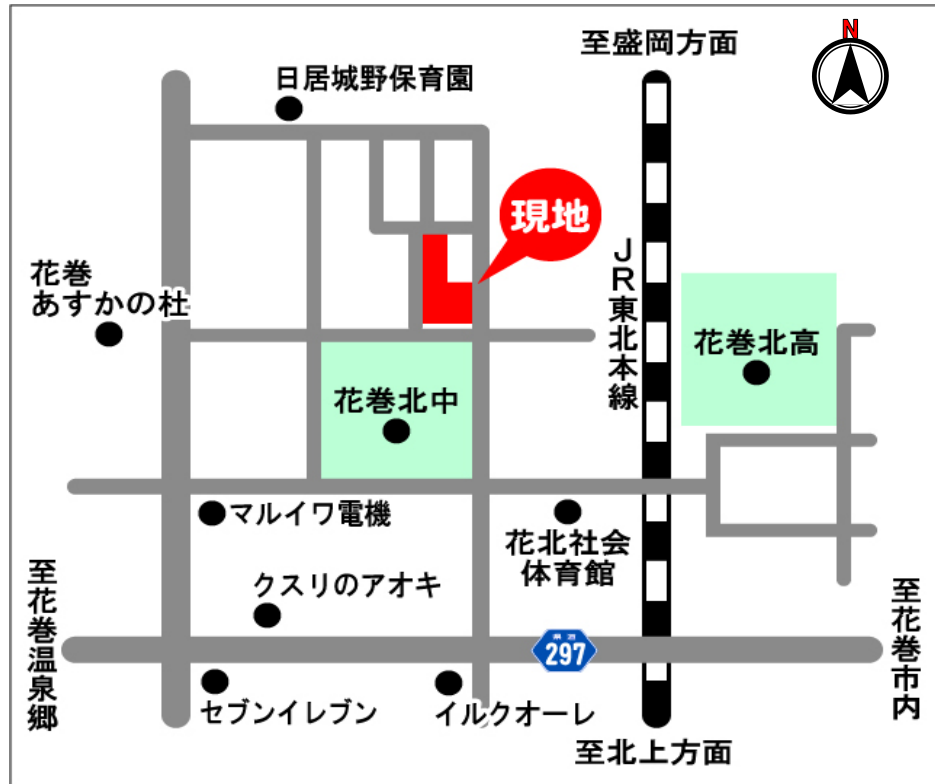 至盛岡方面
N
日居城野保育園
現地
JR東北本線
花巻
あすかの杜
花巻北高
花巻北中
マルイワ電機
花北社会
体育館
至花巻温泉郷
クスリのアオキ
至花巻市内
県道
297
セブンイレブン
イルクオーレ
至北上方面